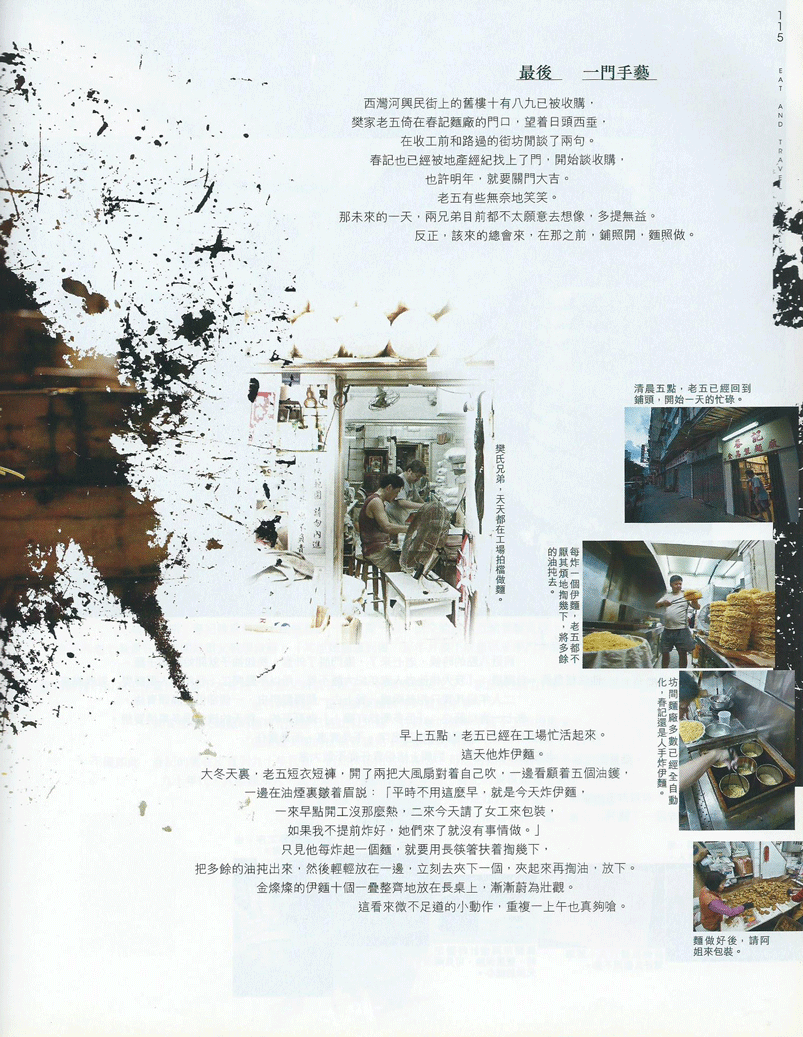 115
EAT AND TRAVE
最後　一門手藝
西灣河興民街上的舊樓十有八九已被收購，
樊家老五倚在春記麵廠的門口，望着日頭西垂，
在收工前和路過的街坊閒談了兩句。
春記也已經被地產經紀找上了門，開始談收購，
也許明年，就要關門大吉。
老五有些無奈地笑笑。
那未來的一天，兩兄弟目前都不太願意去想像，多提無益。
反正，該來的總會來，在那之前，鋪照開，麵照做。
清晨五點，老五已經回到
鋪頭，開始一天的忙碌。
樊氏兄弟，天天都在工場拍檔做麵。
每炸一個伊麵，老五都不
厭其煩地掏幾下，將多餘
的油扽去。
坊間麵廠多數已經全自動
化，春記還是人手炸伊麵。
早上五點，老五已經在工場忙活起來。
這天他炸伊麵。
大冬天裏，老五短衣短褲，開了兩把大風扇對着自己吹，一邊看顧着五個油鑊，
一邊在油煙裏皺着眉説：「平時不用這麼早，就是今天炸伊麵，
一來早點開工沒那麼熱，二來今天請了女工來包裝，
如果我不提前炸好，她們來了就沒有事情做。」
只見他每炸起一個麵，就要用長筷箸扶着掏幾下，
把多餘的油扽出來，然後輕輕放在一邊，立刻去夾下一個，夾起來再掏油，放下。
金燦燦的伊麵十個一疊整齊地放在長桌上，漸漸蔚為壯觀。
這看來微不足道的小動作，重複一上午也真夠嗆。
麵做好後，請阿
姐來包裝。